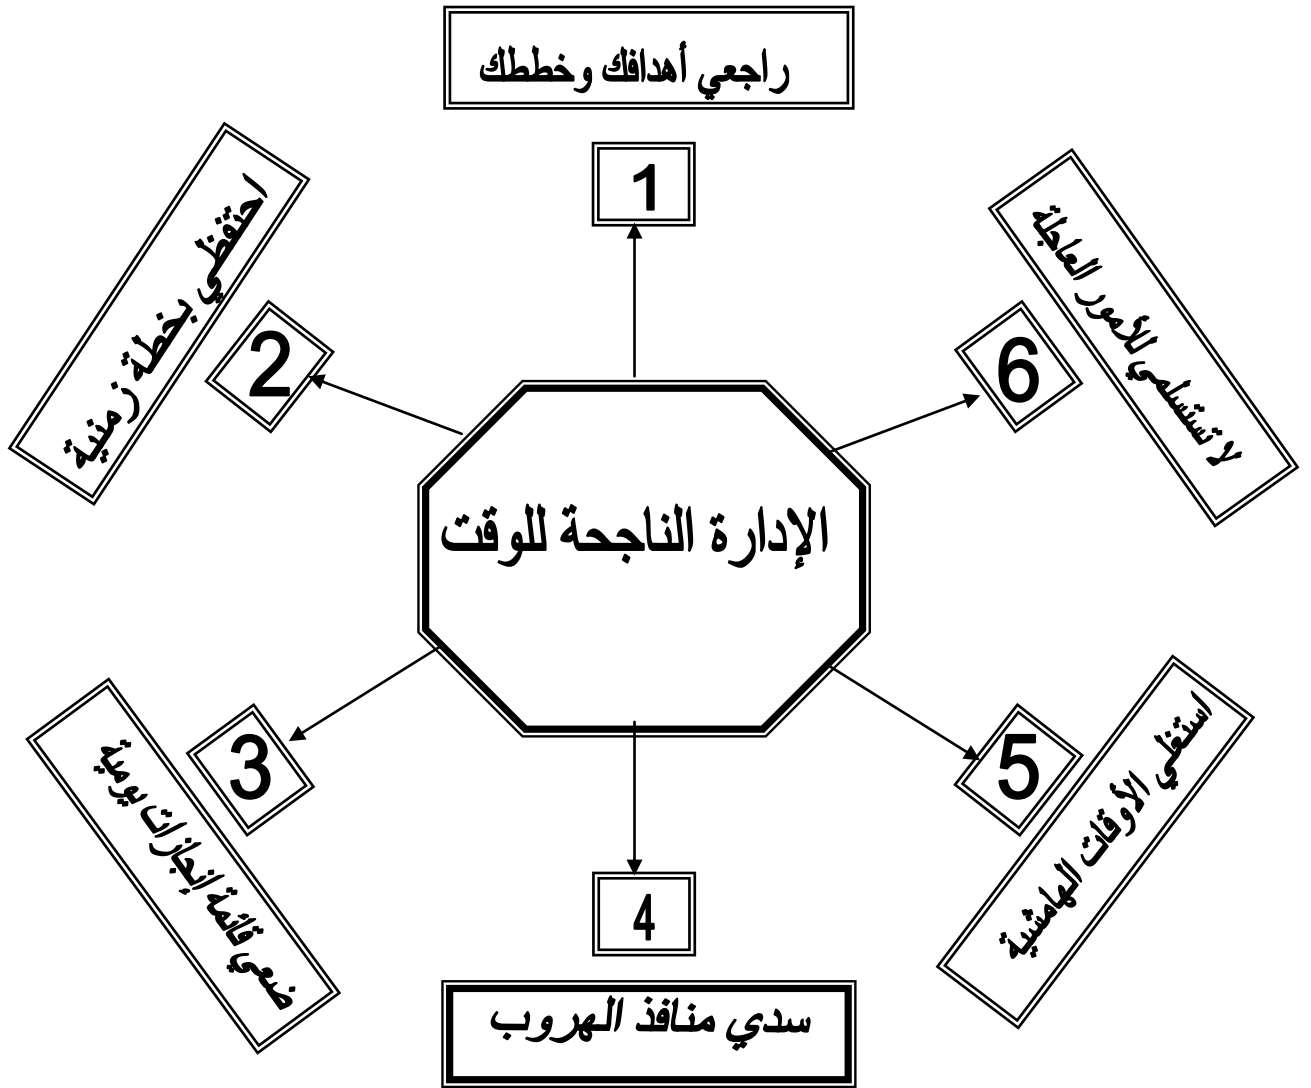 راجعي أهدافك وخططك
1
احتفظي بخطة زمنية
2
لا تستسلمي للأمور العاجلة
6
الإدارة الناجحة للوقت
ضعي قائمة إنجازات يومية
3
استغلي الأوقات الهامشية
5
4
سدي منافذ الهروب